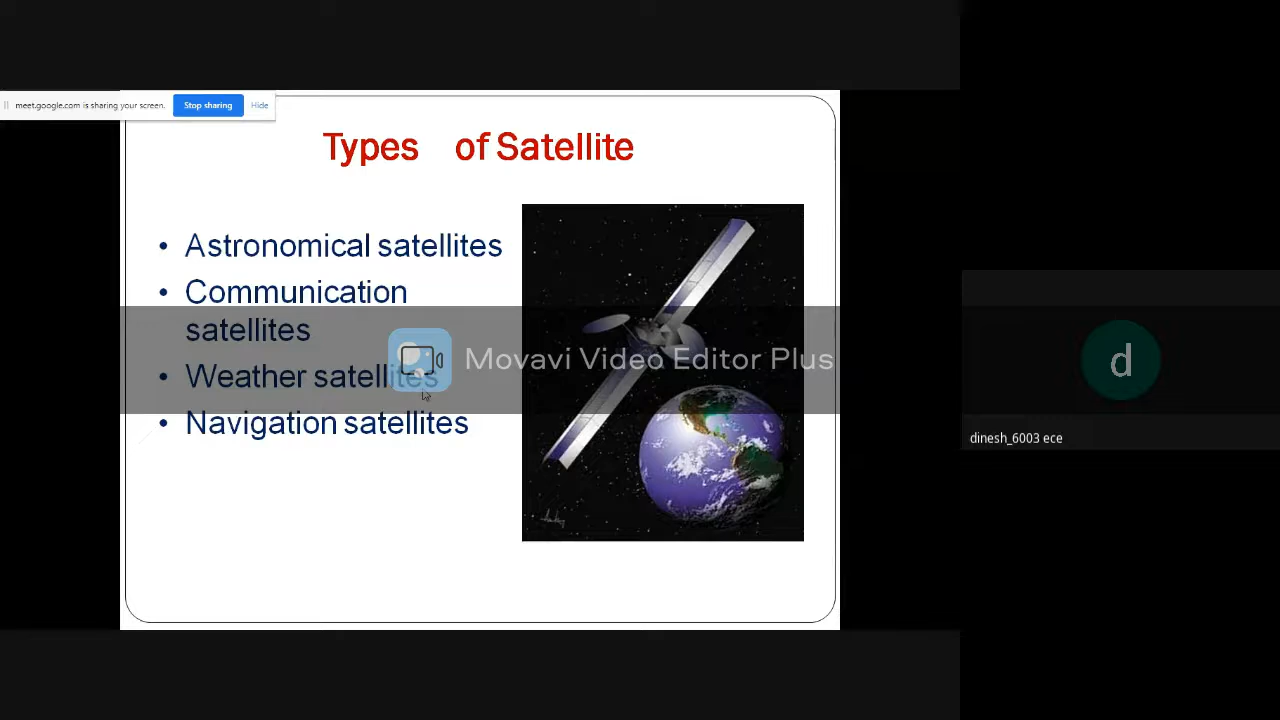 meet.google.com is sharing your screen. Stop sharing Hide
Types of Satellite
• Astronomical satellites
• Communication
satellites
• Weather satellites
• Navigation satellites
Movavi Video Editor Plus
d
dinesh_6003 ece